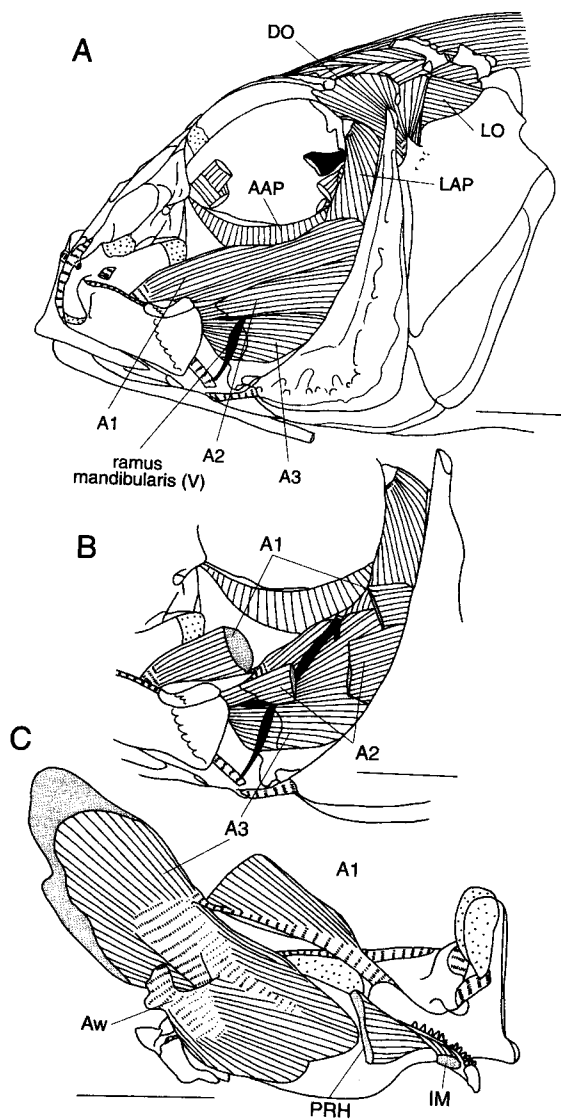 A
DO
LO
LAP
AAP
A1
A2
A3
ramus
mandibularis (V)
B
A1
A2
A3
C
A1
Aw
PRH
IM